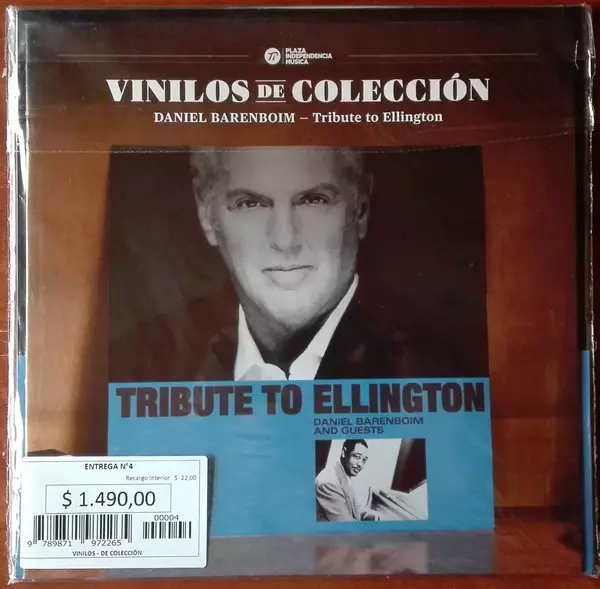 PLAZA
INDEPENDENCIA
MÚSICA
VINILOS DE COLECCIÓN
DANIEL BARENBOIM – Tribute to Ellington
TRIBUTE TO ELLINGTON
DANIEL BARENBOIM
AND GUESTS
ENTREGA N°4
Recargo Interior $ 22,00
$ 1.490,00
00004
9 789871 972265
VINILOS - DE COLECCIÓN